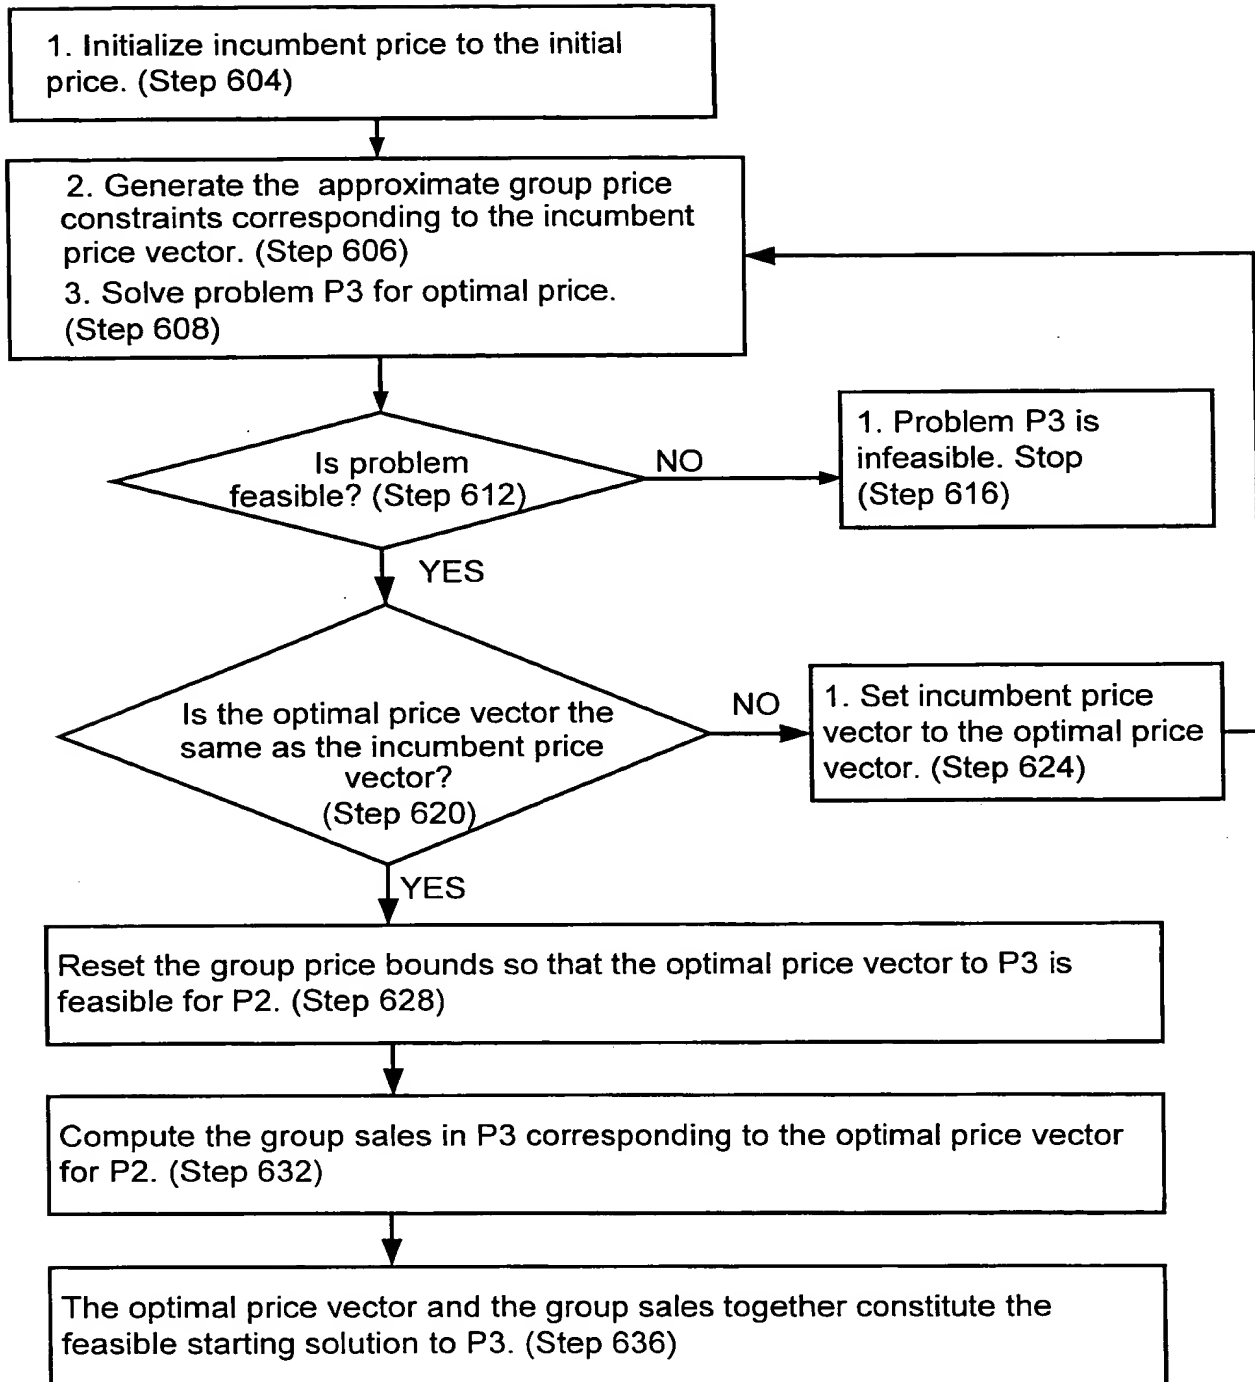 1. Initialize incumbent price to the initial
price. (Step 604)
2. Generate the approximate group price
constraints corresponding to the incumbent
price vector. (Step 606)
3. Solve problem P3 for optimal price.
(Step 608)
Is problem
feasible? (Step 612)
NO
1. Problem P3 is
infeasible. Stop
(Step 616)
YES
Is the optimal price vector the
same as the incumbent price
vector?
(Step 620)
NO
1. Set incumbent price
vector to the optimal price
vector. (Step 624)
YES
Reset the group price bounds so that the optimal price vector to P3 is
feasible for P2. (Step 628)
Compute the group sales in P3 corresponding to the optimal price vector
for P2. (Step 632)
The optimal price vector and the group sales together constitute the
feasible starting solution to P3. (Step 636)